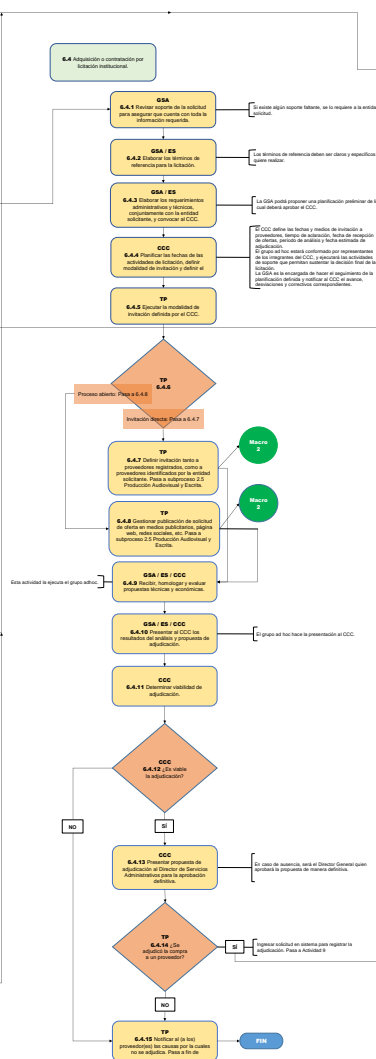 6.4 Adquisición o contratación por
licitación institucional.
GSA
6.4.1 Revisar soporte de la solicitud
para asegurar que cuenta con toda la
información requerida.
Si existe algún soporte faltante, se lo requiere a la entida
solicitud.
GSA / ES
6.4.2 Elaborar los términos de
referencia para la licitación.
Los términos de referencia deben ser claros y específicos
quiere realizar.
GSA / ES
6.4.3 Elaborar los requerimientos
administrativos y técnicos,
conjuntamente con la entidad
solicitante, y convocar al CCC.
La GSA podrá proponer una planificación preliminar de li
cual deberá aprobar el CCC.
CCC
6.4.4 Planificar las fechas de las
actividades de licitación, definir
modalidad de invitación y definir el
El CCC define las fechas y medios de invitación a
proveedores, tiempo de aclaración, fecha de recepción
de ofertas; período de análisis y fecha estimada de
adjudicación.
El grupo ad hoc estará conformado por representantes
de los integrantes del CCC, y ejecutará las actividades
de soporte que permitan sustentar la decisión final de la
licitación.
La GSA es la encargada de hacer el seguimiento de la
planificación definida y notificar al CCC el avance,
desviaciones y correctivos correspondientes.
TP
6.4.5 Ejecutar la modalidad de
invitación definida por el CCC.
TP
6.4.6
Proceso abierto: Pasa a 6.4.8
Invitación directa: Pasa a 6.4.7
TP
6.4.7 Definir invitación tanto a
proveedores registrados, como a
proveedores identificados por la entidad
solicitante. Pasa a subproceso 2.5
Producción Audiovisual y Escrita.
Macro
2
TP
6.4.8 Gestionar publicación de solicitud
de oferta en medios publicitarios, página
web, redes sociales, etc. Pasa a
subproceso 2.5 Producción Audiovisual y
Escrita.
Macro
2
GSA / ES / CCC
6.4.9 Recibir, homologar y evaluar
propuestas técnicas y económicas.
Esta actividad la ejecuta el grupo adhoc.
GSA / ES / CCC
6.4.10 Presentar al CCC los
resultados del análisis y propuesta de
adjudicación.
El grupo ad hoc hace la presentación al CCC.
CCC
6.4.11 Determinar viabilidad de
adjudicación.
CCC
6.4.12 ¿Es viable
la adjudicación?
NO
SÍ
CCC
6.4.13 Presentar propuesta de
adjudicación al Director de Servicios
Administrativos para la aprobación
definitiva.
En caso de ausencia, será el Director General quien
aprobará la propuesta de manera definitiva.
TP
6.4.14 ¿Se
adjudicó la compra
a un proveedor?
SÍ
Ingresar solicitud en sistema para registrar la
adjudicación. Pasa a Actividad 9
NO
TP
6.4.15 Notificar al (a los)
proveedor(es) las causas por la cuales
no se adjudica. Pasa a fin de
FIN